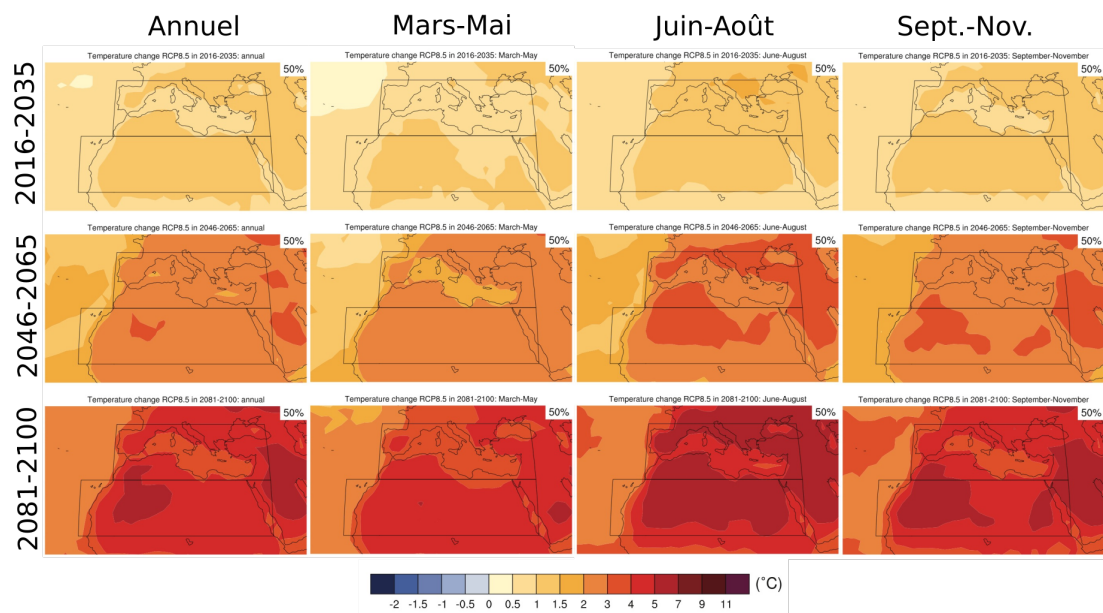 Annuel Mars-Mai Juin-Août Sept.-Nov.
2016-2035
Temperature change RCP8.5 in 2016-2035: annual
50%
Temperature change RCP8.5 in 2016-2035: March-May
50%
Temperature change RCP8.5 in 2016-2035: June-August
50%
Temperature change RCP8.5 in 2016-2035: September-November
50%
2046-2065
Temperature change RCP8.5 in 2046-2065: annual
50%
Temperature change RCP8.5 in 2046-2065: March-May
50%
Temperature change RCP8.5 in 2046-2065: June-August
50%
Temperature change RCP8.5 in 2046-2065: September-November
50%
2081-2100
Temperature change RCP8.5 in 2081-2100: annual
50%
Temperature change RCP8.5 in 2081-2100: March-May
50%
Temperature change RCP8.5 in 2081-2100: June-August
50%
Temperature change RCP8.5 in 2081-2100: September-November
50%
(°C)
-2 -1.5 -1 -0.5 0 0.5 1 1.5 2 3 4 5 7 9 11